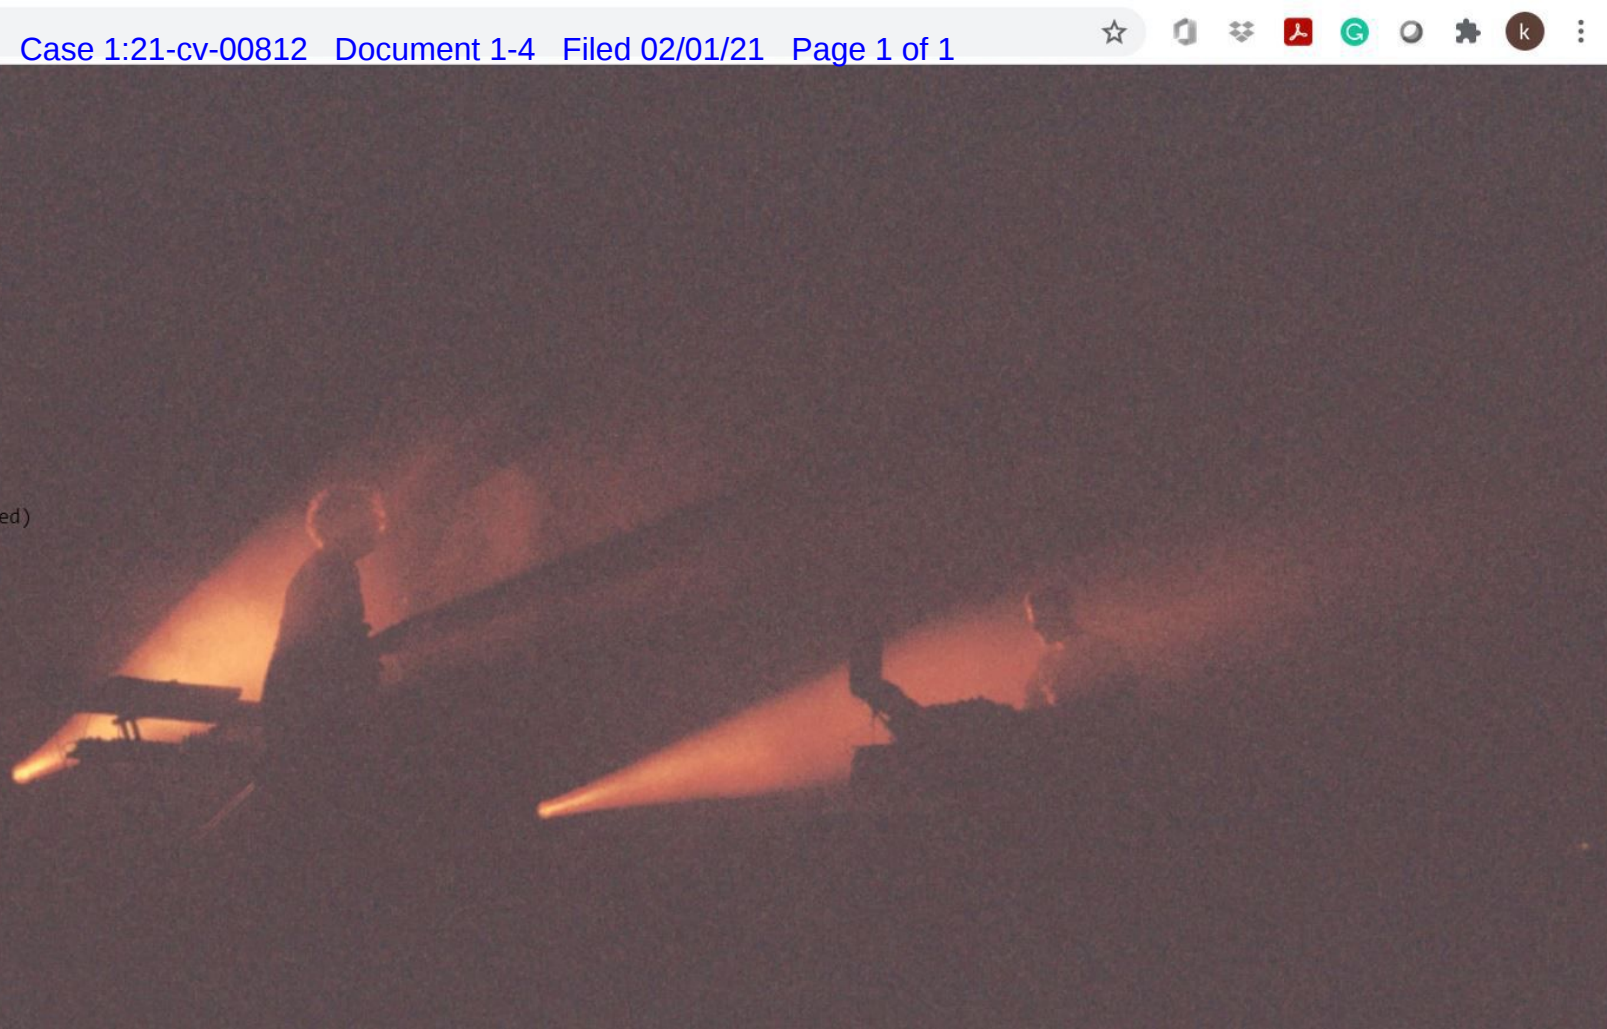 Case 1:21-cv-00812 Document 1-4 Filed 02/01/21 Page 1 of 1
k
ed)